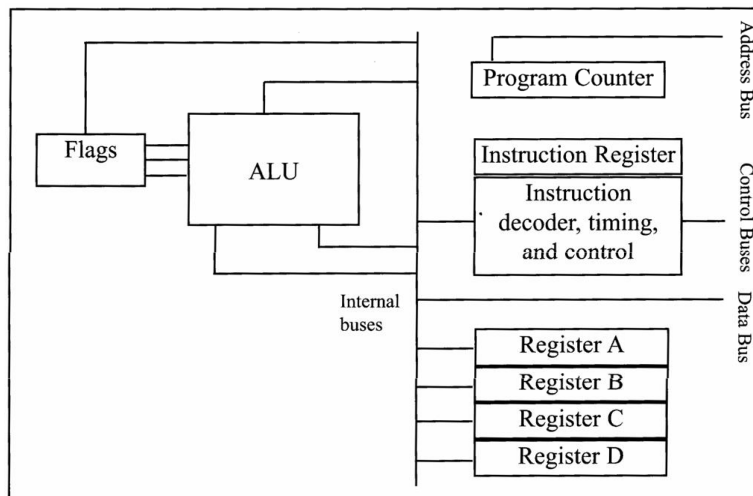 Address Bus
Program Counter
Flags
ALU
Instruction Register
Instruction
decoder, timing,
and control
Control Buses
Internal
buses
Data Bus
Register A
Register B
Register C
Register D